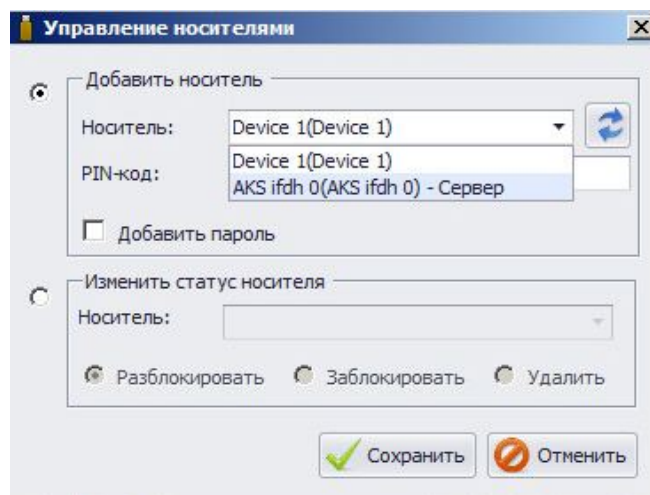 Управление носителями
Добавить носитель
Носитель: Device 1(Device 1)
Device 1(Device 1)
PIN-код:
AKS ifdh 0(AKS ifdh 0) - Сервер
Добавить пароль
Изменить статус носителя
Носитель:
Разблокировать Заблокировать Удалить
Сохранить Отменить